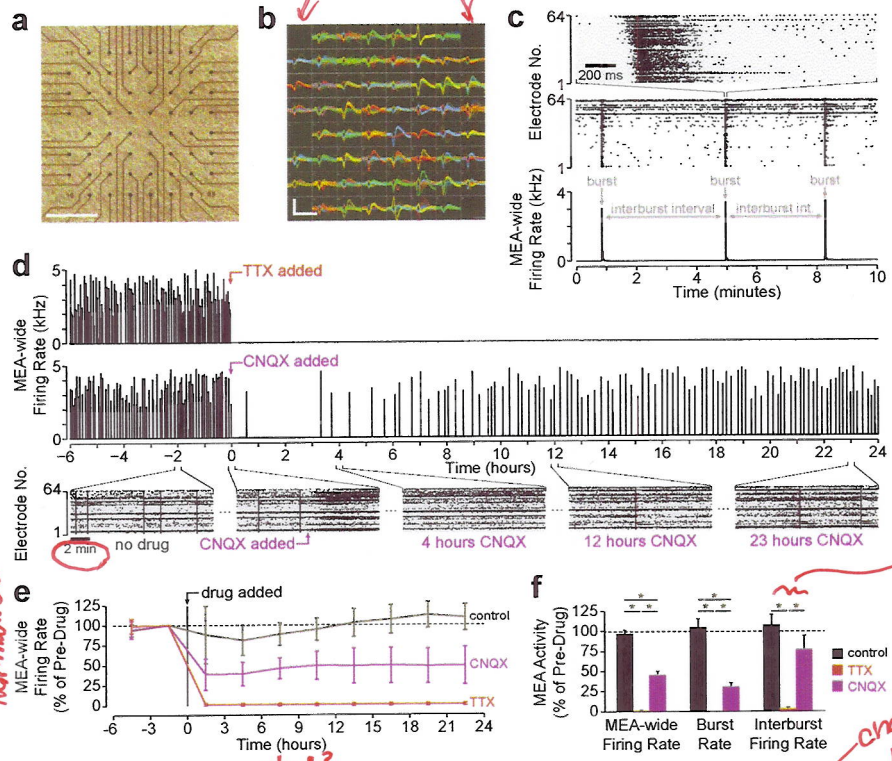 a
b
c
64
Electrode No.
1
200 ms
64
Electrode No.
1
burst
burst
burst
interburst interval
interburst int.
4
MEA-wide
Firing Rate (kHz)
0
0 2 4 6 8 10
Time (minutes)
d
5
TTX added
0
MEA-wide
Firing Rate (kHz)
5
CNQX added
0
−6 −4 −2 0 2 4 6 8 10 12 14 16 18 20 22 24
Time (hours)
Electrode No.
64
1
2 min
no drug
CNQX added
4 hours CNQX
12 hours CNQX
23 hours CNQX
e
drug added
MEA-wide
Firing Rate
(% of Pre-Drug)
125
100
75
50
25
0
control
CNQX
TTX
-6 -3 0 3 6 9 12 15 18 21 24
Time (hours)
f
MEA Activity
(% of Pre-Drug)
125
100
75
50
25
0
* * *
* * *
* *
control
TTX
CNQX
MEA-wide
Firing Rate
Burst
Rate
Interburst
Firing Rate